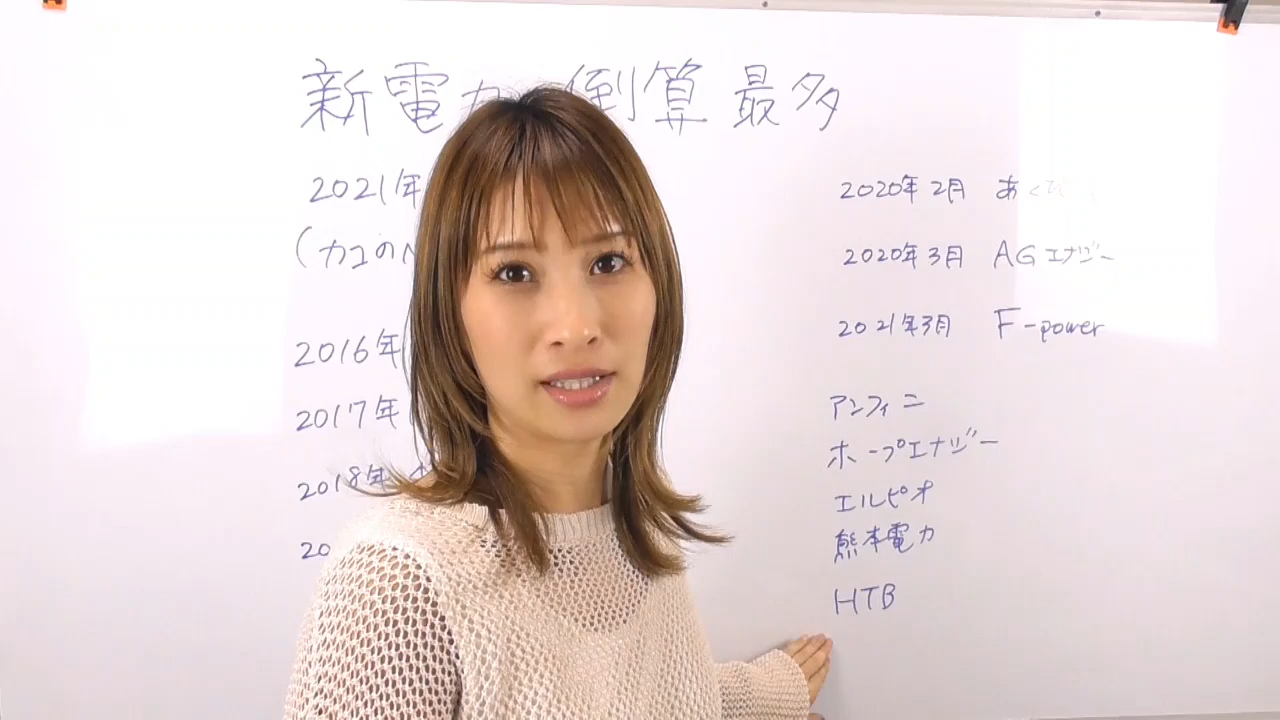 新電力 倒算 最多
2021年
(カコの
2016年
2017年
2018年
20
2020年2月 あく
2020年3月 AGエナジー
2021年3月 F-power
アンフィニ
ホープエナジー
エルピオ
熊本電力
HTB